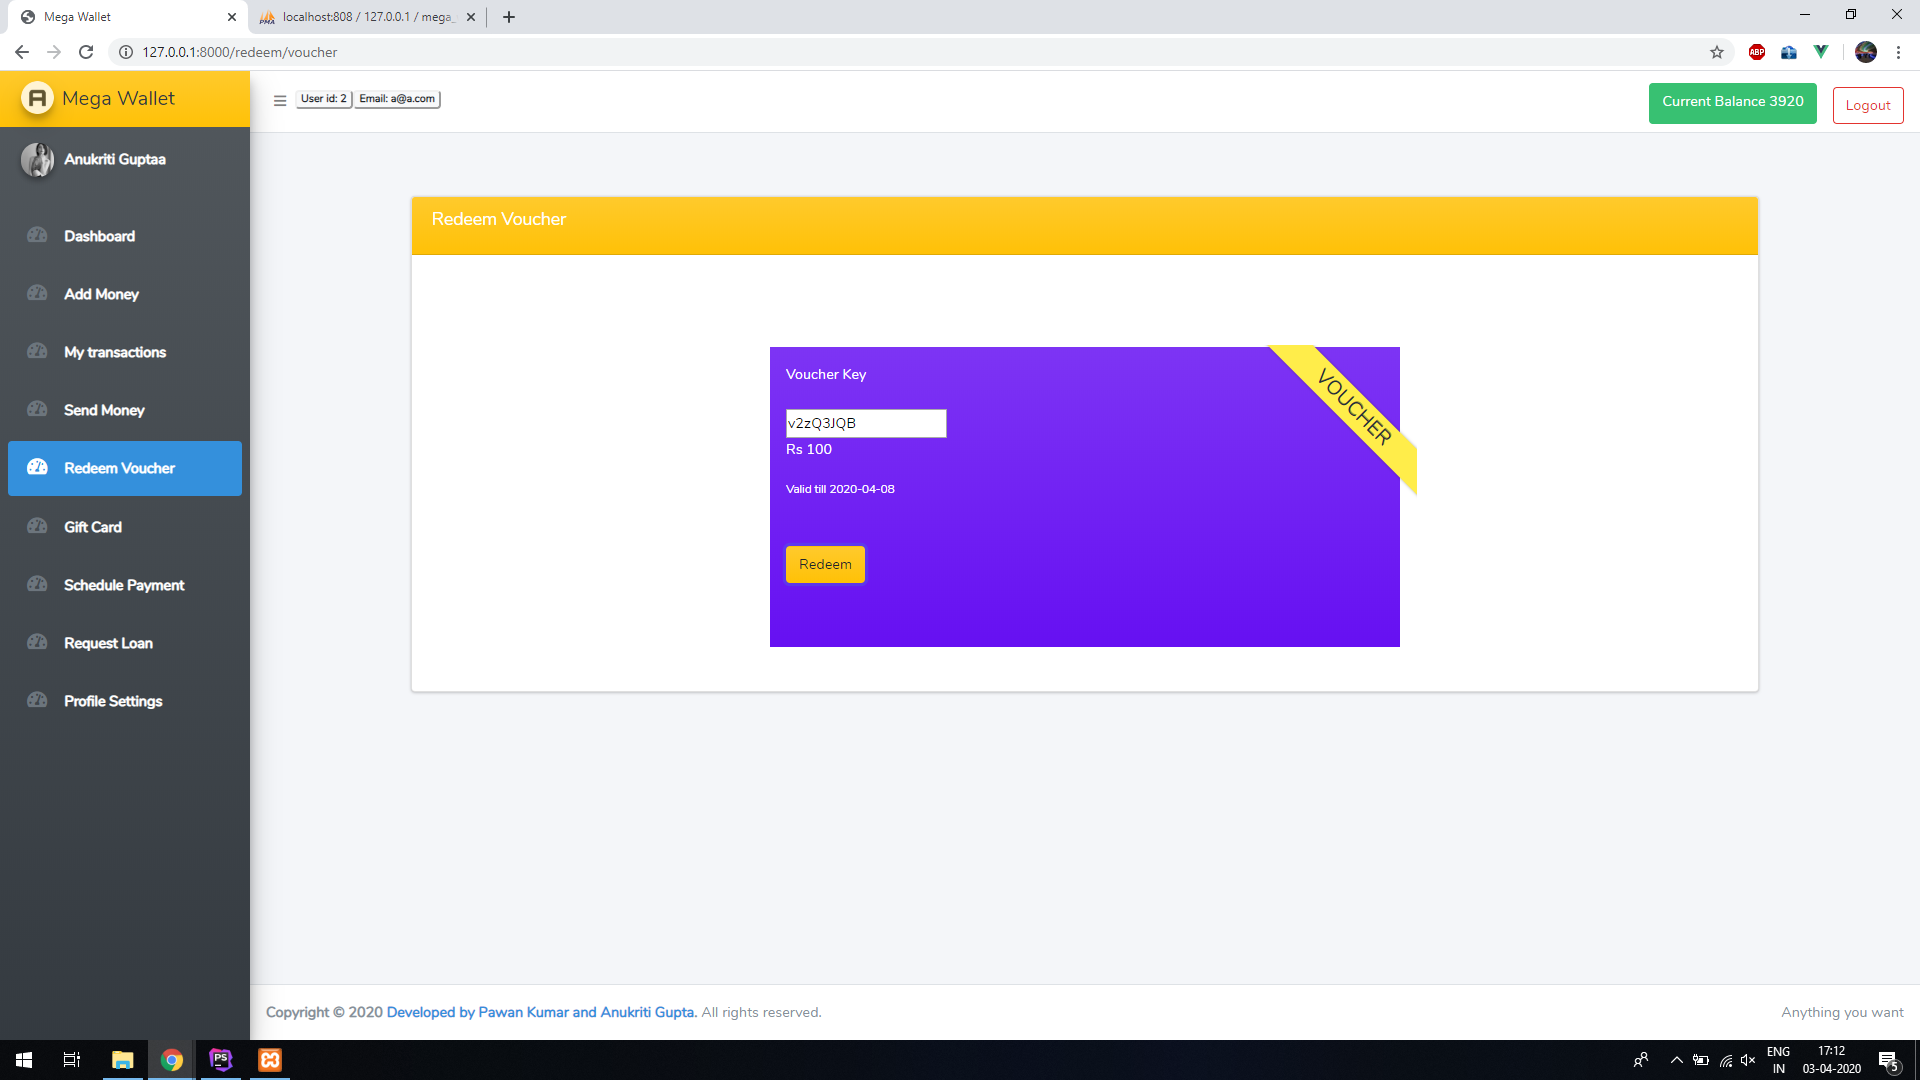 Mega Wallet
localhost:808 / 127.0.0.1 / mega_
127.0.0.1:8000/redeem/voucher
ABP
A Mega Wallet
User id: 2 Email: a@a.com
Current Balance 3920
Logout
Anukriti Guptaa
Dashboard
Add Money
My transactions
Send Money
Redeem Voucher
Gift Card
Schedule Payment
Request Loan
Profile Settings
Redeem Voucher
Voucher Key
v2zQ3JQB
Rs 100
Valid till 2020-04-08
Redeem
VOUCHER
Copyright © 2020 Developed by Pawan Kumar and Anukriti Gupta. All rights reserved.
Anything you want
PS
ENG
IN
17:12
03-04-2020
5